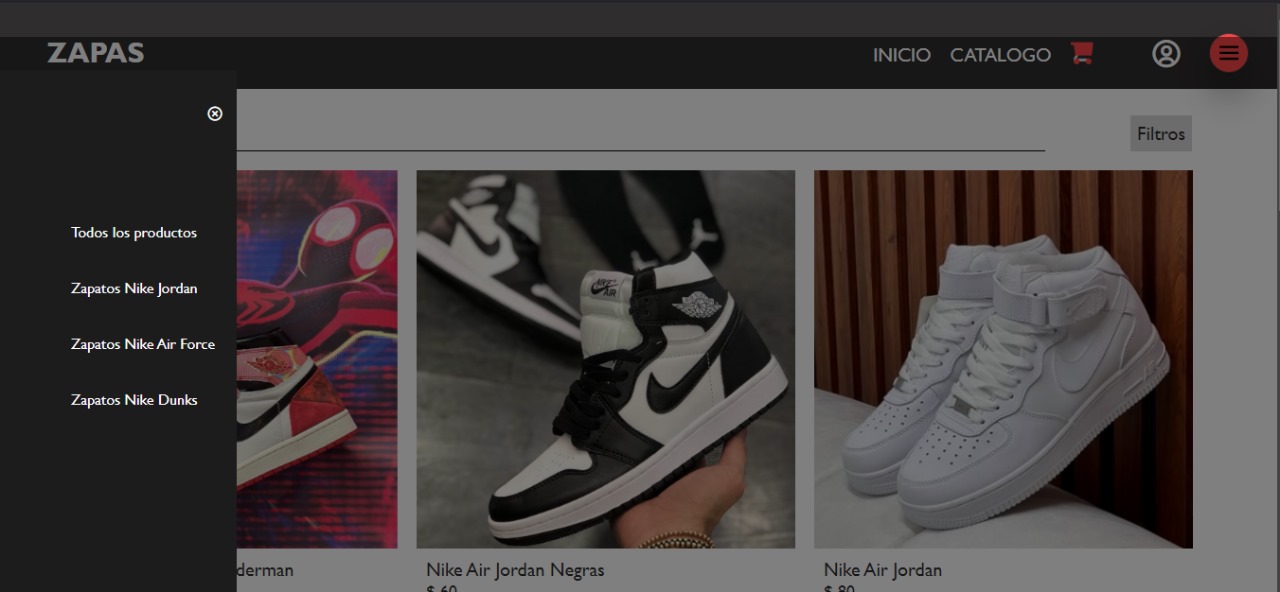 ZAPAS
INICIO CATALOGO
Filtros
Todos los productos
Zapatos Nike Jordan
Zapatos Nike Air Force
Zapatos Nike Dunks
derman
Nike Air Jordan Negras
$ 60
Nike Air Jordan
$ 80